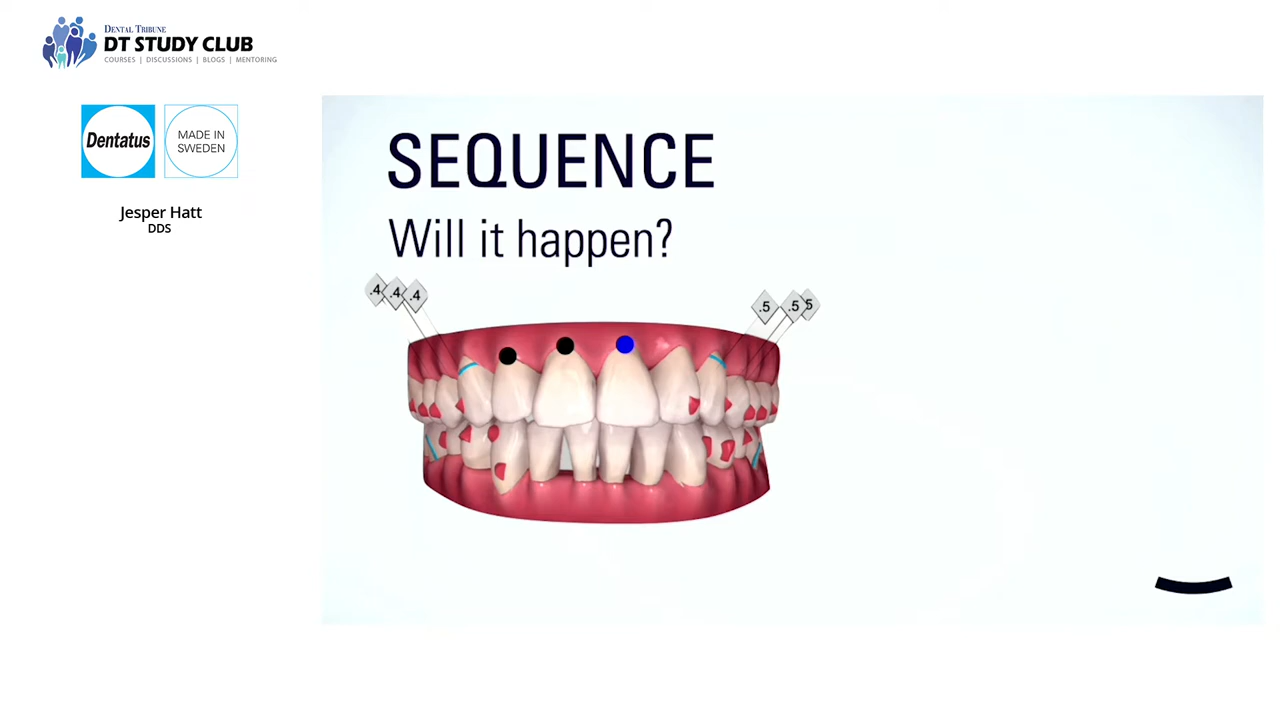 DENTAL TRIBUNE
DT STUDY CLUB
COURSES | DISCUSSIONS | BLOGS | MENTORING
Dentatus
MADE IN
SWEDEN
Jesper Hatt
DDS
SEQUENCE
Will it happen?
.4 .4 .4
.5 .5 5